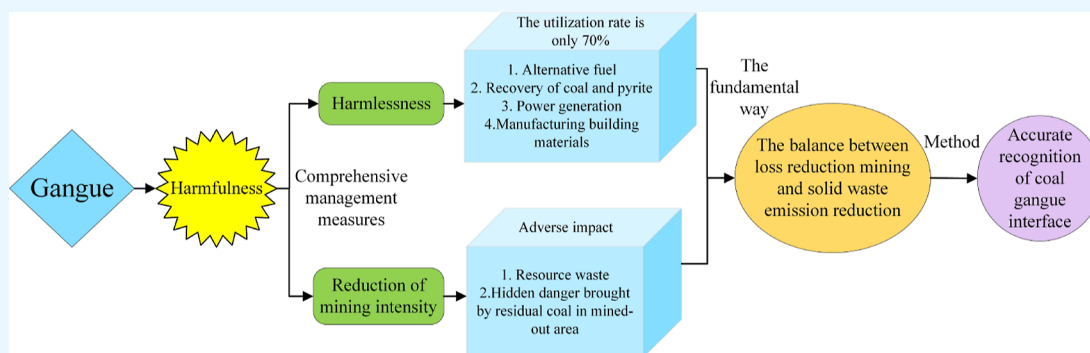 Gangue
Harmfulness
Comprehensive
management
measures
Harmlessness
Reduction of
mining intensity
The utilization rate is
only 70%
1. Alternative fuel
2. Recovery of coal and pyrite
3. Power generation
4.Manufacturing building
materials
Adverse impact
1. Resource waste
2.Hidden danger brought
by residual coal in mined-
out area
The
fundamental
way
The balance between
loss reduction mining
and solid waste
emission reduction
Method
Accurate
recognition
of coal
gangue
interface